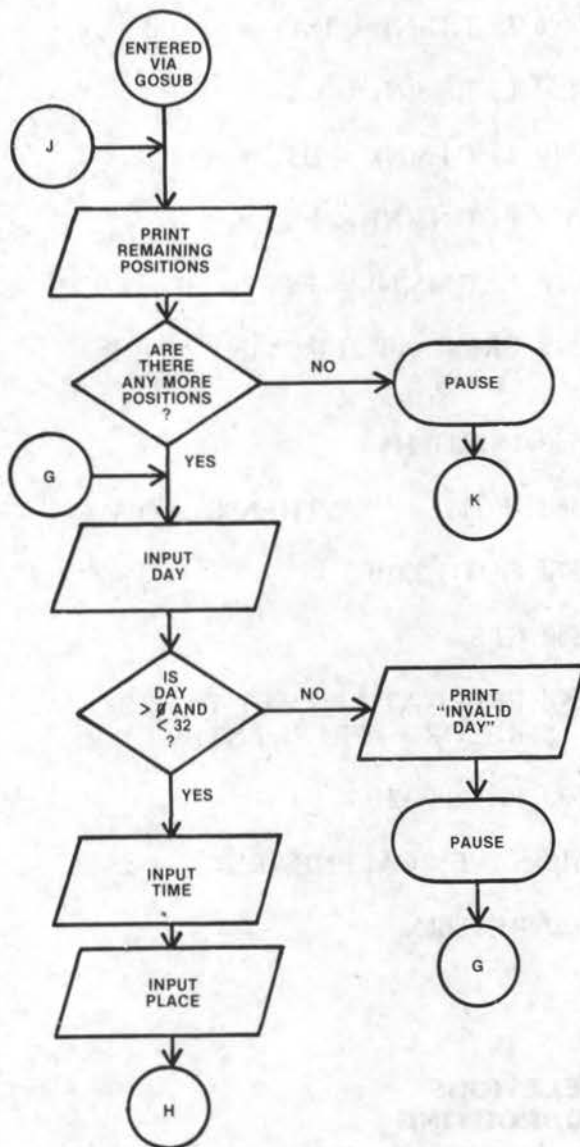 ENTERED
VIA
GOSUB
J
PRINT
REMAINING
POSITIONS
ARE
THERE
ANY MORE
POSITIONS
?
NO
PAUSE
K
YES
G
INPUT
DAY
IS
DAY
> 0 AND
< 32
?
NO
PRINT
"INVALID
DAY"
PAUSE
G
YES
INPUT
TIME
INPUT
PLACE
H